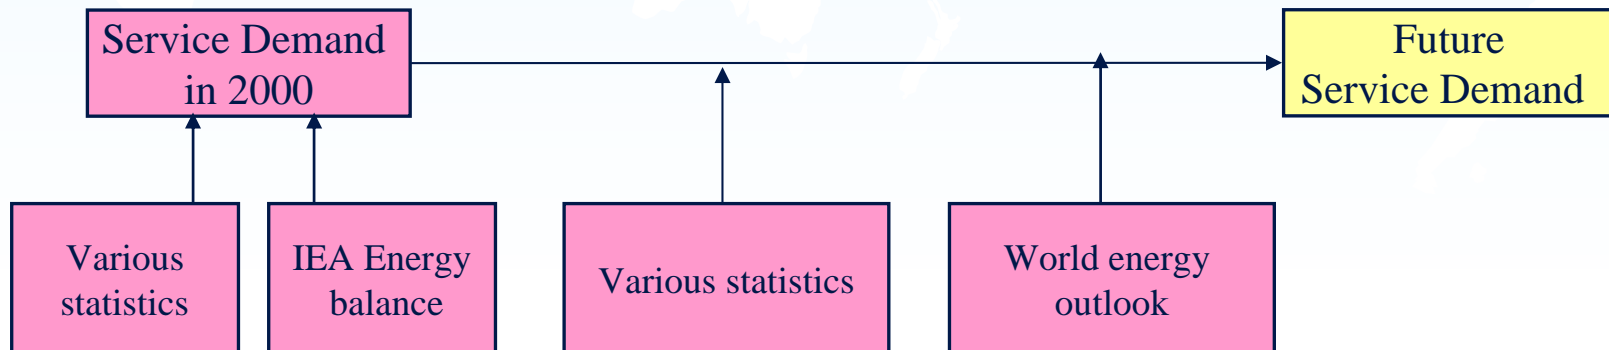 Service Demand
in 2000
Future
Service Demand
Various
statistics
IEA Energy
balance
Various statistics
World energy
outlook